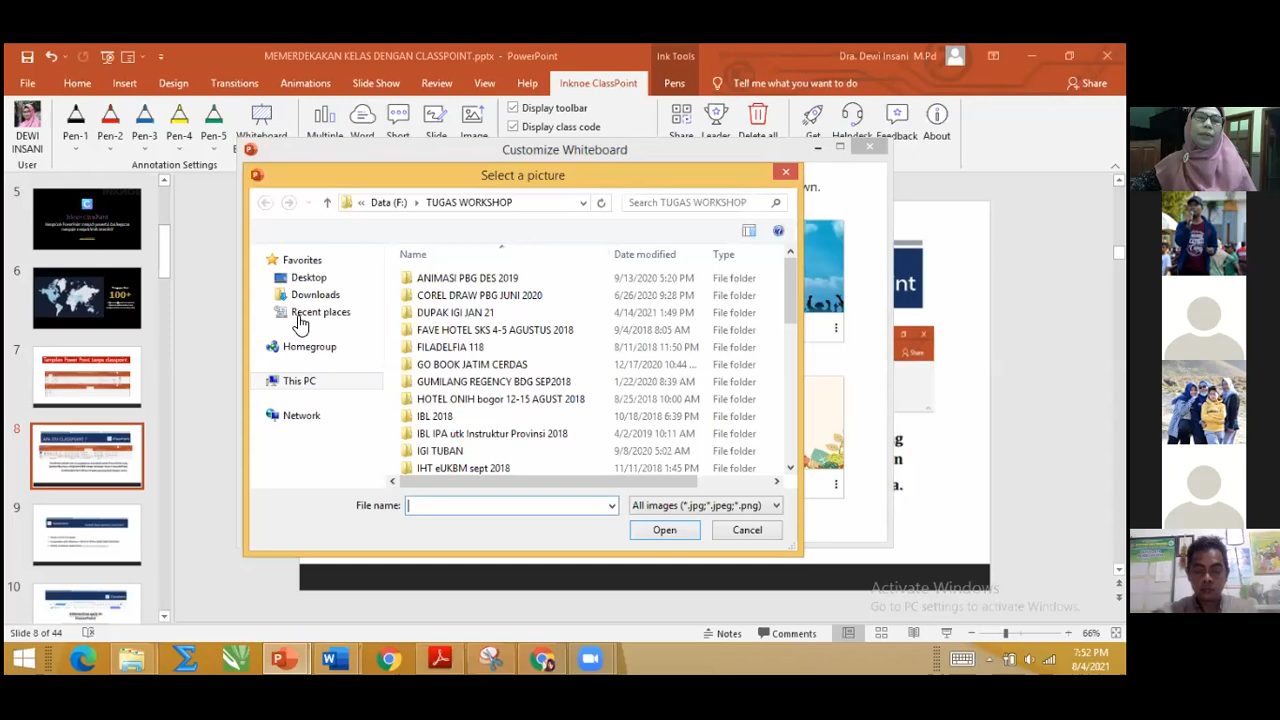 MEMERDEKAKAN KELAS DENGAN CLASSPOINT.pptx - PowerPoint
Ink Tools
Dra. Dewi Insani M.Pd
File Home Insert Design Transitions Animations Slide Show Review View Help Inknoe ClassPoint Pens Tell me what you want to do Share
DEWI INSANI
User
Pen-1 Pen-2 Pen-3 Pen-4 Pen-5 Whiteboard
Annotation Settings
Multiple Word Short Slide Image
Display toolbar
Display class code
Share Leader Delete all
Get Helpdesk Feedback About
Customize Whiteboard
Select a picture
wn.
« Data (F:) TUGAS WORKSHOP
Search TUGAS WORKSHOP
Favorites
Desktop
Downloads
Recent places
Homegroup
This PC
Network
Name Date modified Type
ANIMASI PBG DES 2019 9/13/2020 5:20 PM File folder
COREL DRAW PBG JUNI 2020 6/26/2020 9:28 PM File folder
DUPAK IGI JAN 21 4/14/2021 1:49 PM File folder
FAVE HOTEL SKS 4-5 AGUSTUS 2018 9/4/2018 8:05 AM File folder
FILADELFIA 118 8/11/2018 11:50 PM File folder
GO BOOK JATIM CERDAS 12/17/2020 10:44 ... File folder
GUMILANG REGENCY BDG SEP2018 1/22/2020 8:39 AM File folder
HOTEL ONIH bogor 12-15 AGUST 2018 8/25/2018 10:00 AM File folder
IBL 2018 10/18/2018 6:39 PM File folder
IBL IPA utk Instruktur Provinsi 2018 4/2/2019 10:11 AM File folder
IGI TUBAN 9/8/2020 5:02 AM File folder
IHT eUKBM sept 2018 11/11/2018 1:45 PM File folder
File name:
All images (*.jpg;*.jpeg;*.png)
Open Cancel
int
Share
ng
n
a.
5
6
100+
7
8
9
10
Activate Windows
Go to PC settings to activate Windows.
Slide 8 of 44
Notes Comments
66%
7:52 PM
8/4/2021